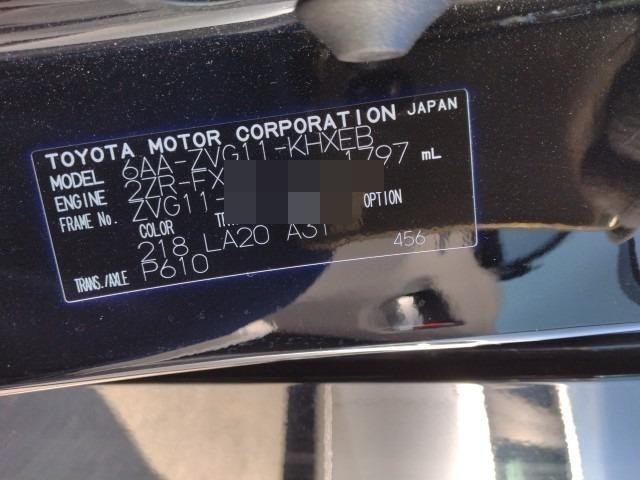 TOYOTA MOTOR CORPORATION JAPAN
MODEL 6AA-ZVG11-KHXEB
ENGINE 2ZR-FX 1797 mL
FRAME No. ZVG11-
COLOR OPTION
218 LA20 A31 456
TRANS./AXLE P610